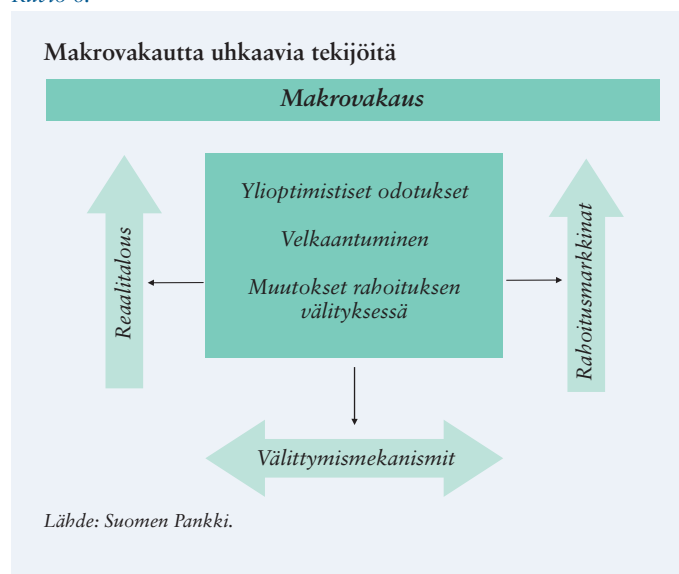 Makrovakautta uhkaavia tekijöitä
Makrovakaus
Ylioptimistiset odotukset
Velkaantuminen
Muutokset rahoituksen
välityksessä
Reaalitalous
Rahoitusmarkkinat
Välittymismekanismit
Lähde: Suomen Pankki.